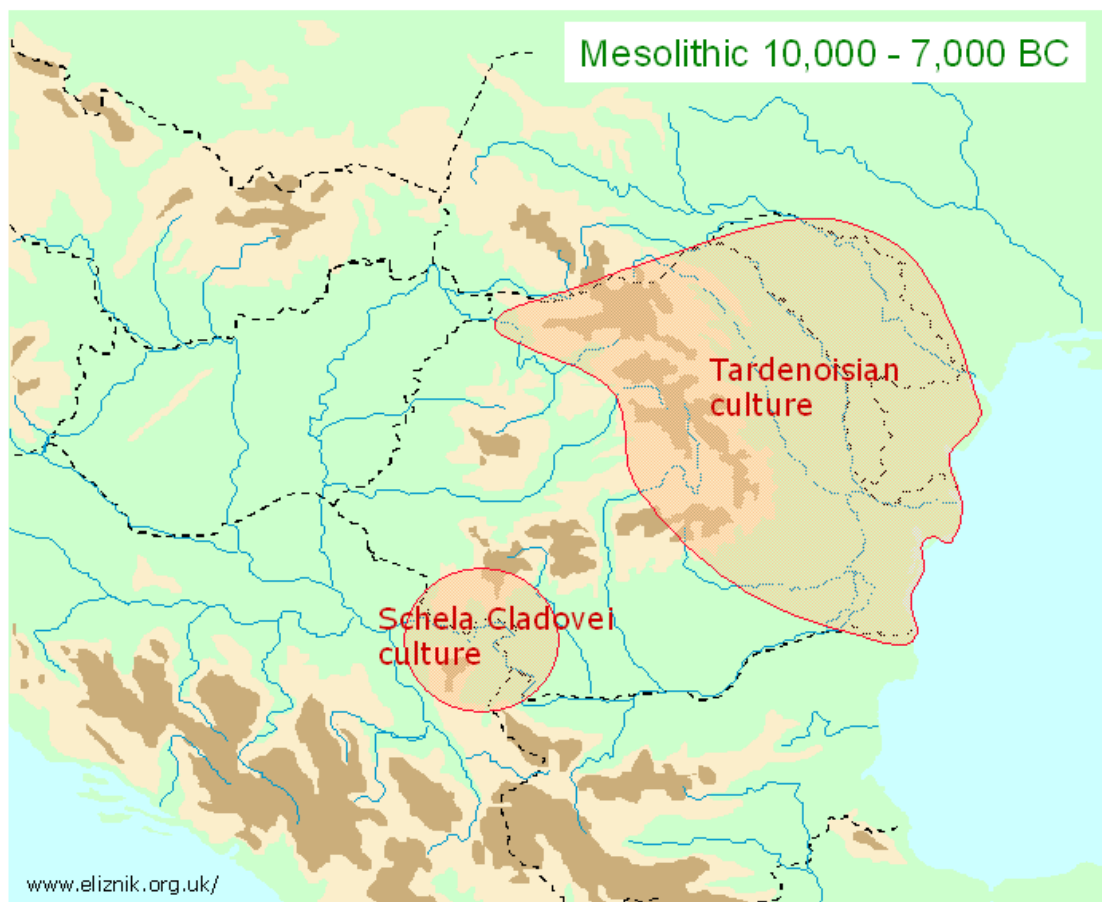 Mesolithic 10,000 - 7,000 BC
Tardenoisian
culture
Schela Cladovei
culture
www.eliznik.org.uk/